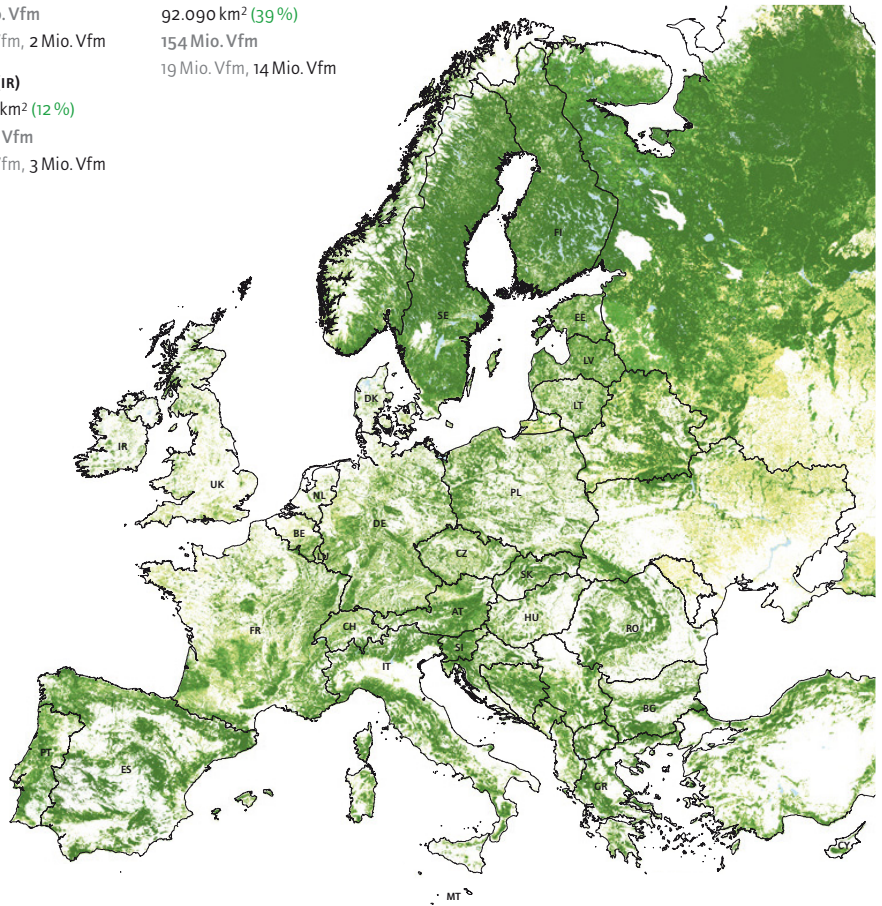 . Vfm
fm, 2 Mio. Vfm
IR)
km² (12 %)
Vfm
fm, 3 Mio. Vfm
92.090 km² (39 %)
154 Mio. Vfm
19 Mio. Vfm, 14 Mio. Vfm
FI
SE
EE
LV
LT
DK
IR
UK
NL
PL
DE
BE
LU
CZ
SK
AT
HU
FR
CH
RO
SI
IT
BG
PT
ES
GR
CY
MT